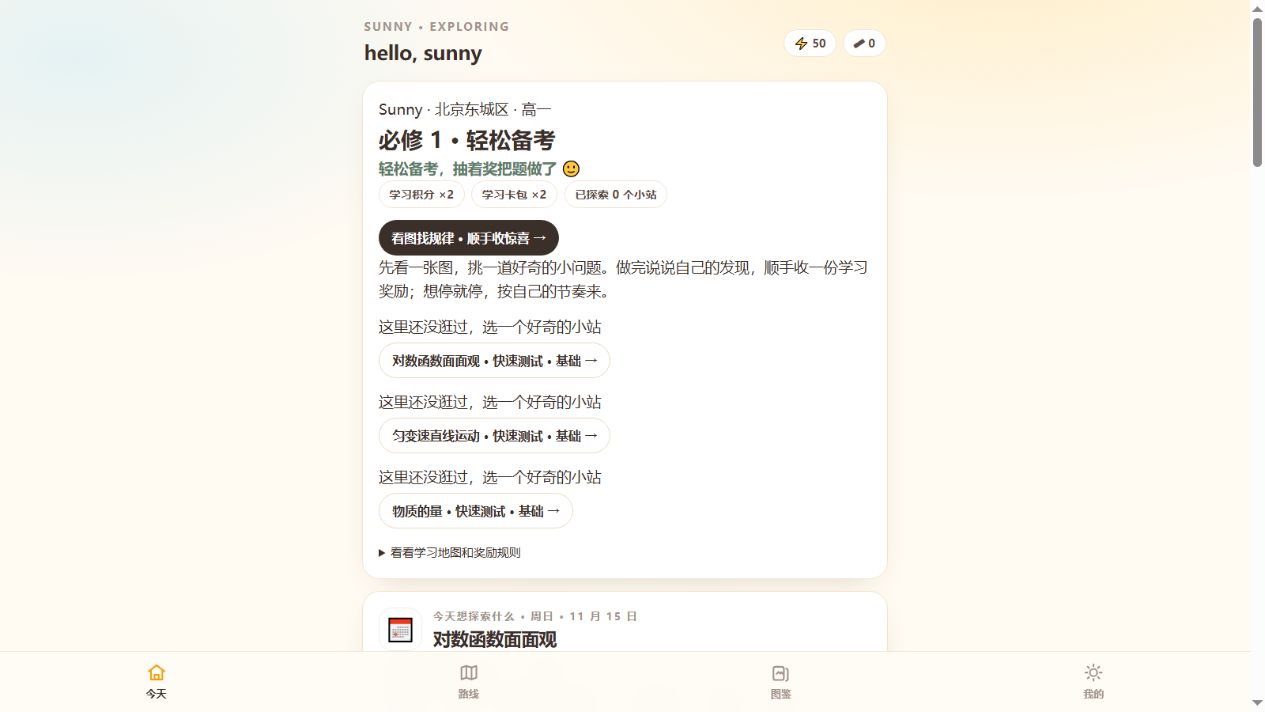 SUNNY • EXPLORING
hello, sunny
50
0
Sunny · 北京东城区 · 高一
必修 1 • 轻松备考
轻松备考，抽着奖把题做了 🙂
学习积分 ×2
学习卡包 ×2
已探索 0 个小站
看图找规律 • 顺手收惊喜 →
先看一张图，挑一道好奇的小问题。做完说说自己的发现，顺手收一份学习
奖励；想停就停，按自己的节奏来。
这里还没逛过，选一个好奇的小站
对数函数面面观 • 快速测试 • 基础 →
这里还没逛过，选一个好奇的小站
匀变速直线运动 • 快速测试 • 基础 →
这里还没逛过，选一个好奇的小站
物质的量 • 快速测试 • 基础 →
▶ 看看学习地图和奖励规则
今天想探索什么 • 周日 • 11 月 15 日
对数函数面面观
今天
路线
图鉴
我的